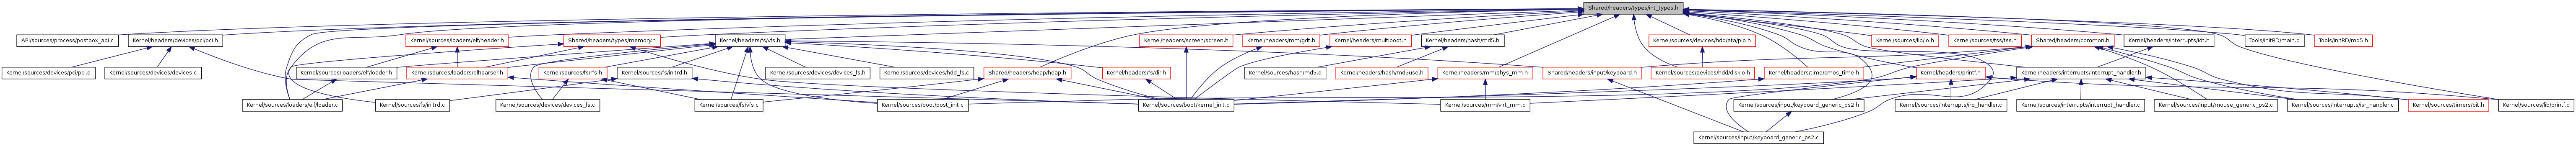 Shared/headers/types/int_types.h
API/sources/process/postbox_api.c
Kernel/headers/devices/pci/pci.h
Kernel/sources/loaders/elf/header.h
Shared/headers/types/memory.h
Kernel/headers/fs/vfs.h
Kernel/headers/screen/screen.h
Kernel/headers/mm/gdt.h
Kernel/headers/multiboot.h
Kernel/headers/hash/md5.h
Kernel/sources/devices/hdd/ata/pio.h
Kernel/sources/lib/io.h
Kernel/sources/tss/tss.h
Shared/headers/common.h
Kernel/headers/interrupts/idt.h
Tools/InitRD/main.c
Tools/InitRD/md5.h
Kernel/sources/devices/pci/pci.c
Kernel/sources/devices/devices.c
Kernel/sources/loaders/elf/loader.h
Kernel/sources/loaders/elf/parser.h
Kernel/sources/fs/rfs.h
Kernel/sources/fs/initrd.h
Kernel/sources/devices/devices_fs.h
Kernel/sources/devices/hdd_fs.c
Shared/headers/heap/heap.h
Kernel/headers/fs/dir.h
Kernel/sources/hash/md5.c
Kernel/headers/hash/md5use.h
Kernel/headers/mm/phys_mm.h
Shared/headers/input/keyboard.h
Kernel/sources/devices/hdd/diskio.h
Kernel/headers/time/cmos_time.h
Kernel/headers/printf.h
Kernel/headers/interrupts/interrupt_handler.h
Kernel/sources/loaders/elf/loader.c
Kernel/sources/fs/initrd.c
Kernel/sources/devices/devices_fs.c
Kernel/sources/fs/vfs.c
Kernel/sources/boot/post_init.c
Kernel/sources/boot/kernel_init.c
Kernel/sources/mm/virt_mm.c
Kernel/sources/input/keyboard_generic_ps2.h
Kernel/sources/interrupts/irq_handler.c
Kernel/sources/interrupts/interrupt_handler.c
Kernel/sources/input/mouse_generic_ps2.c
Kernel/sources/interrupts/isr_handler.c
Kernel/sources/timers/pit.h
Kernel/sources/lib/printf.c
Kernel/sources/input/keyboard_generic_ps2.c